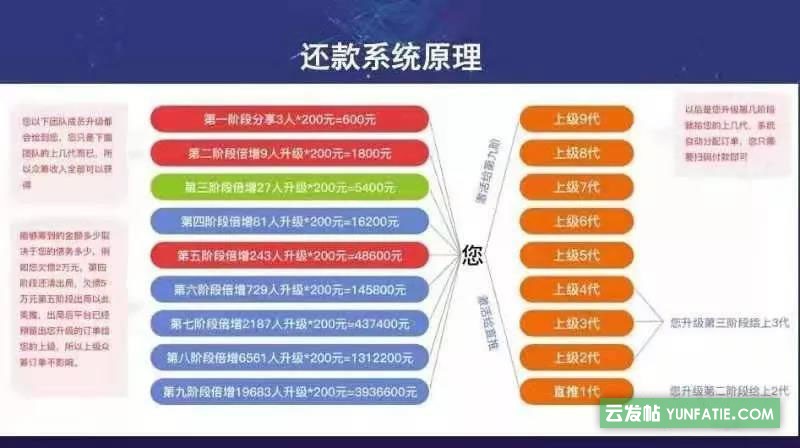 还款系统原理
您以下团队成员升级都
会给到您，您只是下面
团队的上几代而已，所
以众筹收入全部可以获
得
能够筹到的金额多少取
决于您的债务多少，例
如您欠债2万元，第四
阶段还清出局，欠债5
万元第五阶段出局以此
类推，出局后平台已经
预留出您升级的订单给
您的上级，所以上级众
筹订单不影响。
第一阶段分享3人*200元=600元
第二阶段倍增9人升级*200元=1800元
第三阶段倍增27人升级*200元=5400元
第四阶段倍增81人升级*200元=16200元
第五阶段倍增243人升级*200元=48600元
第六阶段倍增729人升级*200元=145800元
第七阶段倍增2187人升级*200元=437400元
第八阶段倍增6561人升级*200元=1312200元
第九阶段倍增19683人升级*200元=3936600元
您
激活给第九阶
上级9代
上级8代
上级7代
上级6代
上级5代
上级4代
上级3代
上级2代
直推1代
以后是您升级第几阶段
就给您的上几代，系统
自动分配订单，您只需
要扫码付款即可
您升级第三阶段给上3代
您升级第二阶段给上2代
云发帖 YUNFATIE.COM